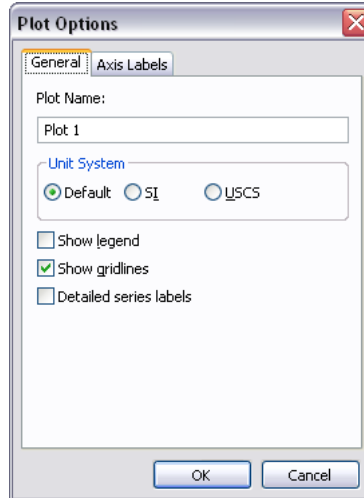 Plot Options
General Axis Labels
Plot Name:
Plot 1
Unit System
Default SI USCS
Show legend
Show gridlines
Detailed series labels
OK Cancel